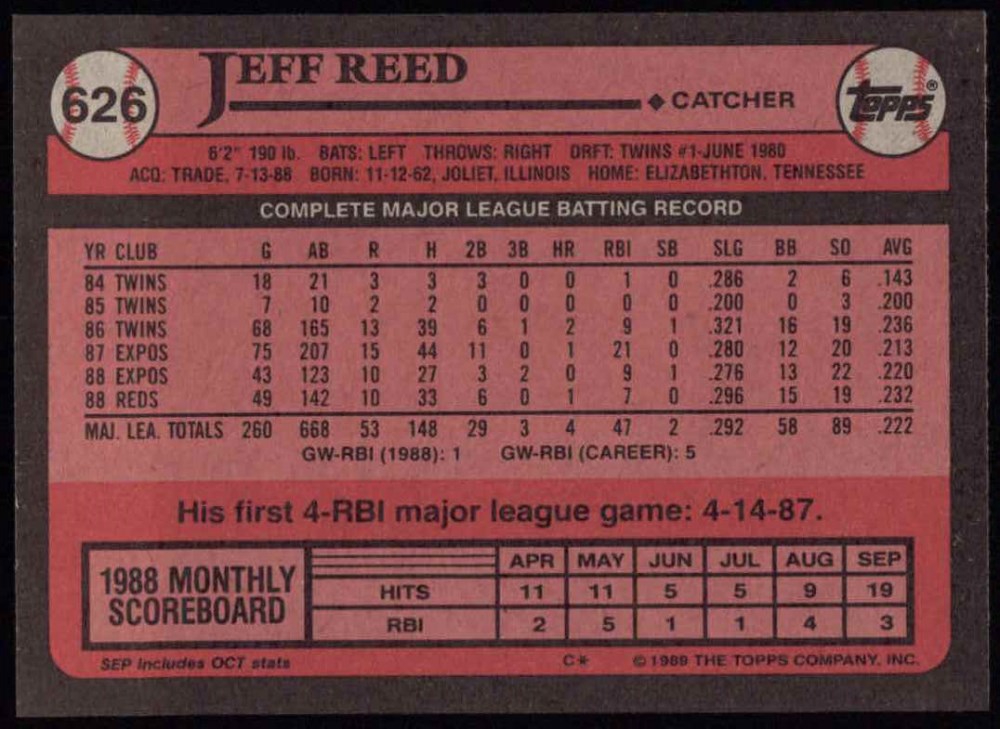 626
JEFF REED
◆ CATCHER
Topps®
6'2" 190 lb. BATS: LEFT THROWS: RIGHT DRFT: TWINS #1-JUNE 1980
ACQ: TRADE, 7-13-88 BORN: 11-12-62, JOLIET, ILLINOIS HOME: ELIZABETHTON, TENNESSEE
COMPLETE MAJOR LEAGUE BATTING RECORD
YR CLUB G AB R H 2B 3B HR RBI SB SLG BB SO AVG
84 TWINS 18 21 3 3 3 0 0 1 0 .286 2 6 .143
85 TWINS 7 10 2 2 0 0 0 0 0 .200 0 3 .200
86 TWINS 68 165 13 39 6 1 2 9 1 .321 16 19 .236
87 EXPOS 75 207 15 44 11 0 1 21 0 .280 12 20 .213
88 EXPOS 43 123 10 27 3 2 0 9 1 .276 13 22 .220
88 REDS 49 142 10 33 6 0 1 7 0 .296 15 19 .232
MAJ. LEA. TOTALS 260 668 53 148 29 3 4 47 2 .292 58 89 .222
GW-RBI (1988): 1 GW-RBI (CAREER): 5
His first 4-RBI major league game: 4-14-87.
1988 MONTHLY
SCOREBOARD
APR MAY JUN JUL AUG SEP
HITS 11 11 5 5 9 19
RBI 2 5 1 1 4 3
SEP includes OCT stats
C* © 1989 THE TOPPS COMPANY, INC.